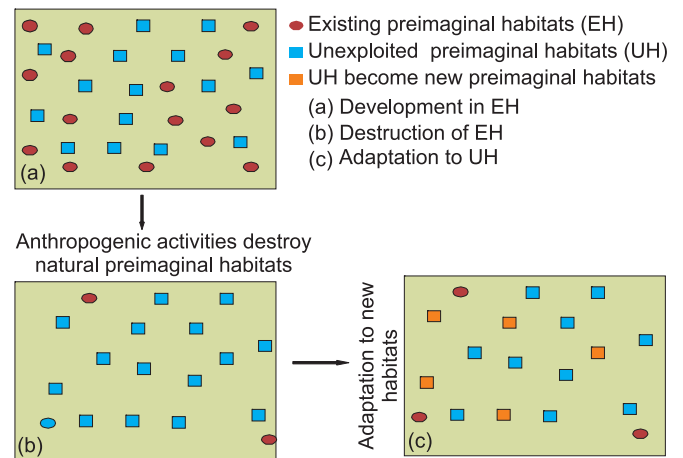 (a)
Existing preimaginal habitats (EH)
Unexploited preimaginal habitats (UH)
UH become new preimaginal habitats
(a) Development in EH
(b) Destruction of EH
(c) Adaptation to UH
Anthropogenic activities destroy
natural preimaginal habitats
(b)
Adaptation to new
habitats
(c)